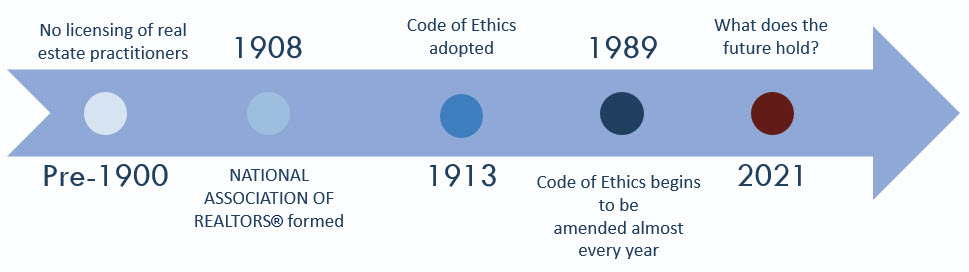 No licensing of real
estate practitioners
Pre-1900
1908
NATIONAL
ASSOCIATION OF
REALTORS® formed
Code of Ethics
adopted
1913
1989
Code of Ethics begins
to be
amended almost
every year
What does the
future hold?
2021